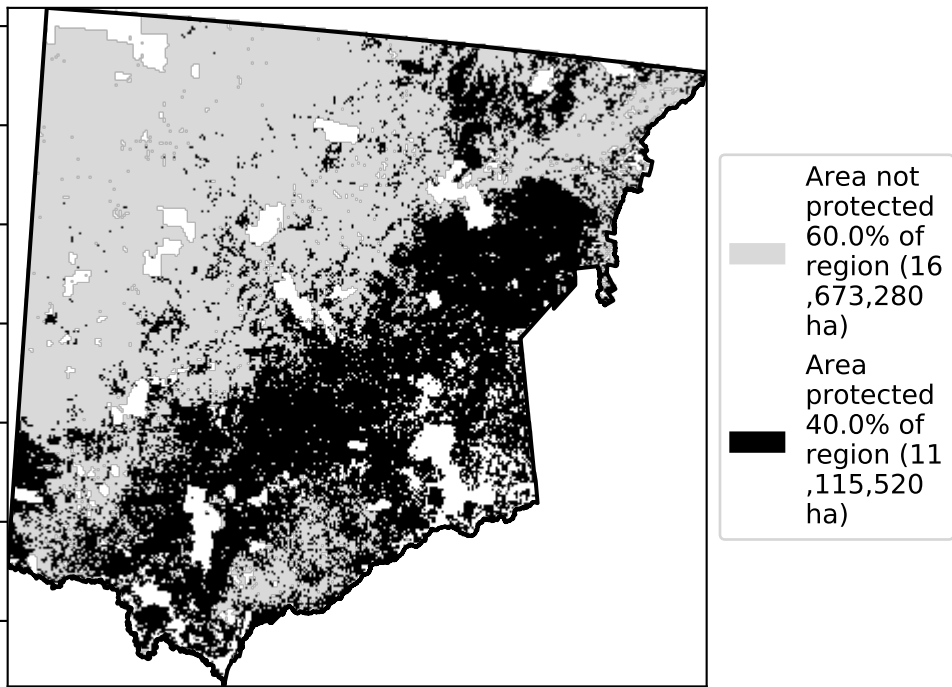 Area not
protected
60.0% of
region (16
,673,280
ha)
Area
protected
40.0% of
region (11
,115,520
ha)